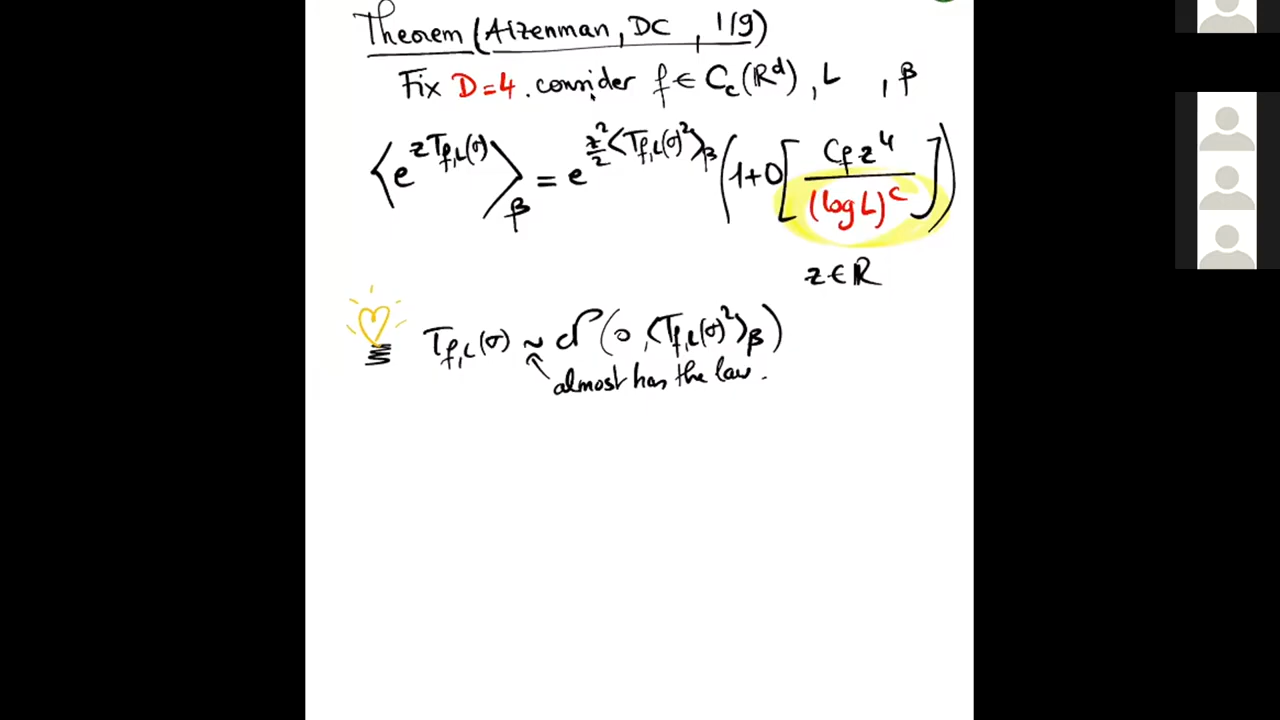 Theorem (Aizenman, DC, '19)
Fix D=4. consider f ∈ C_c(ℝ^d), L, β
⟨e^{z T_{f,L}(σ)}⟩_β = e^{z²/2 ⟨T_{f,L}(σ)²⟩_β} (1+O[C_f z⁴/(log L)^c])
z ∈ ℝ
T_{f,L}(σ) ~ 𝒩(0, ⟨T_{f,L}(σ)²⟩_β)
almost has the law.